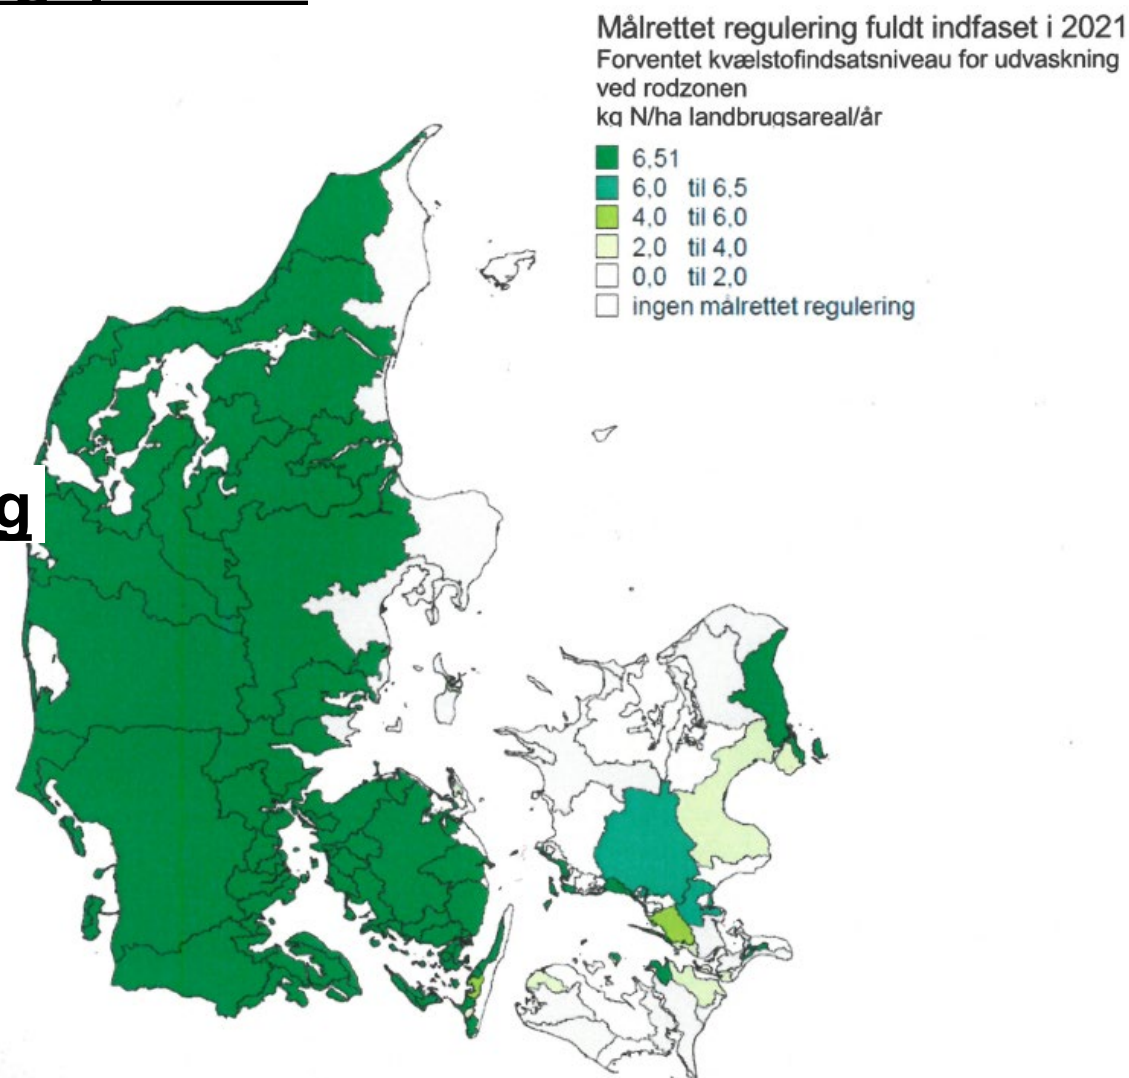 Målrettet regulering fuldt indfaset i 2021
Forventet kvælstofindsatsniveau for udvaskning
ved rodzonen
kg N/ha landbrugsareal/år
6,51
6,0 til 6,5
4,0 til 6,0
2,0 til 4,0
0,0 til 2,0
ingen målrettet regulering
g